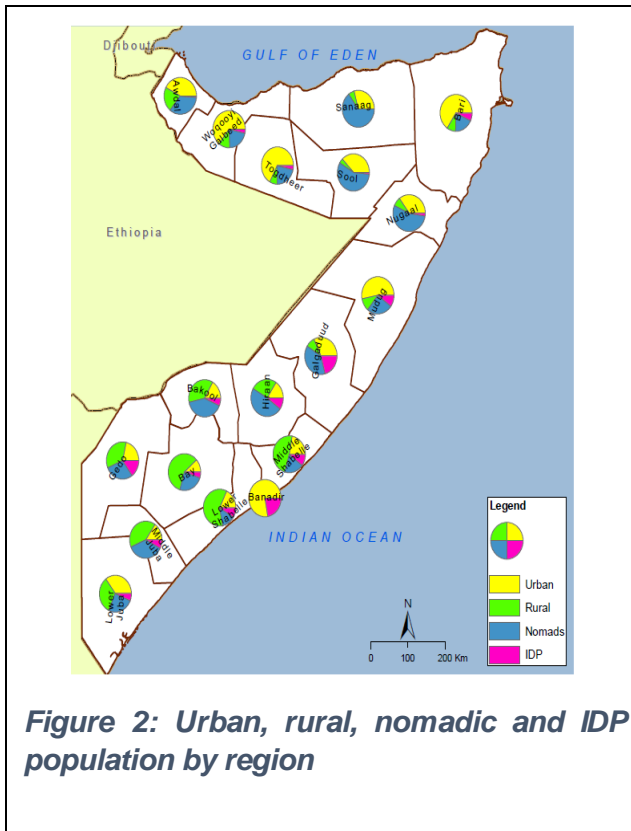 Djibouti
GULF OF EDEN
Awdal
Woqooyi
Galbeed
Togdheer
Sanaag
Sool
Bari
Nugaal
Ethiopia
Mudug
Galgaduud
Bakool
Hiraan
Gedo
Bay
Middle
Shabelle
Lower
Shabelle
Banadir
Middle
Juba
Lower
Juba
INDIAN OCEAN
N
0 100 200 Km
Legend
Urban
Rural
Nomads
IDP
Figure 2: Urban, rural, nomadic and IDP
population by region